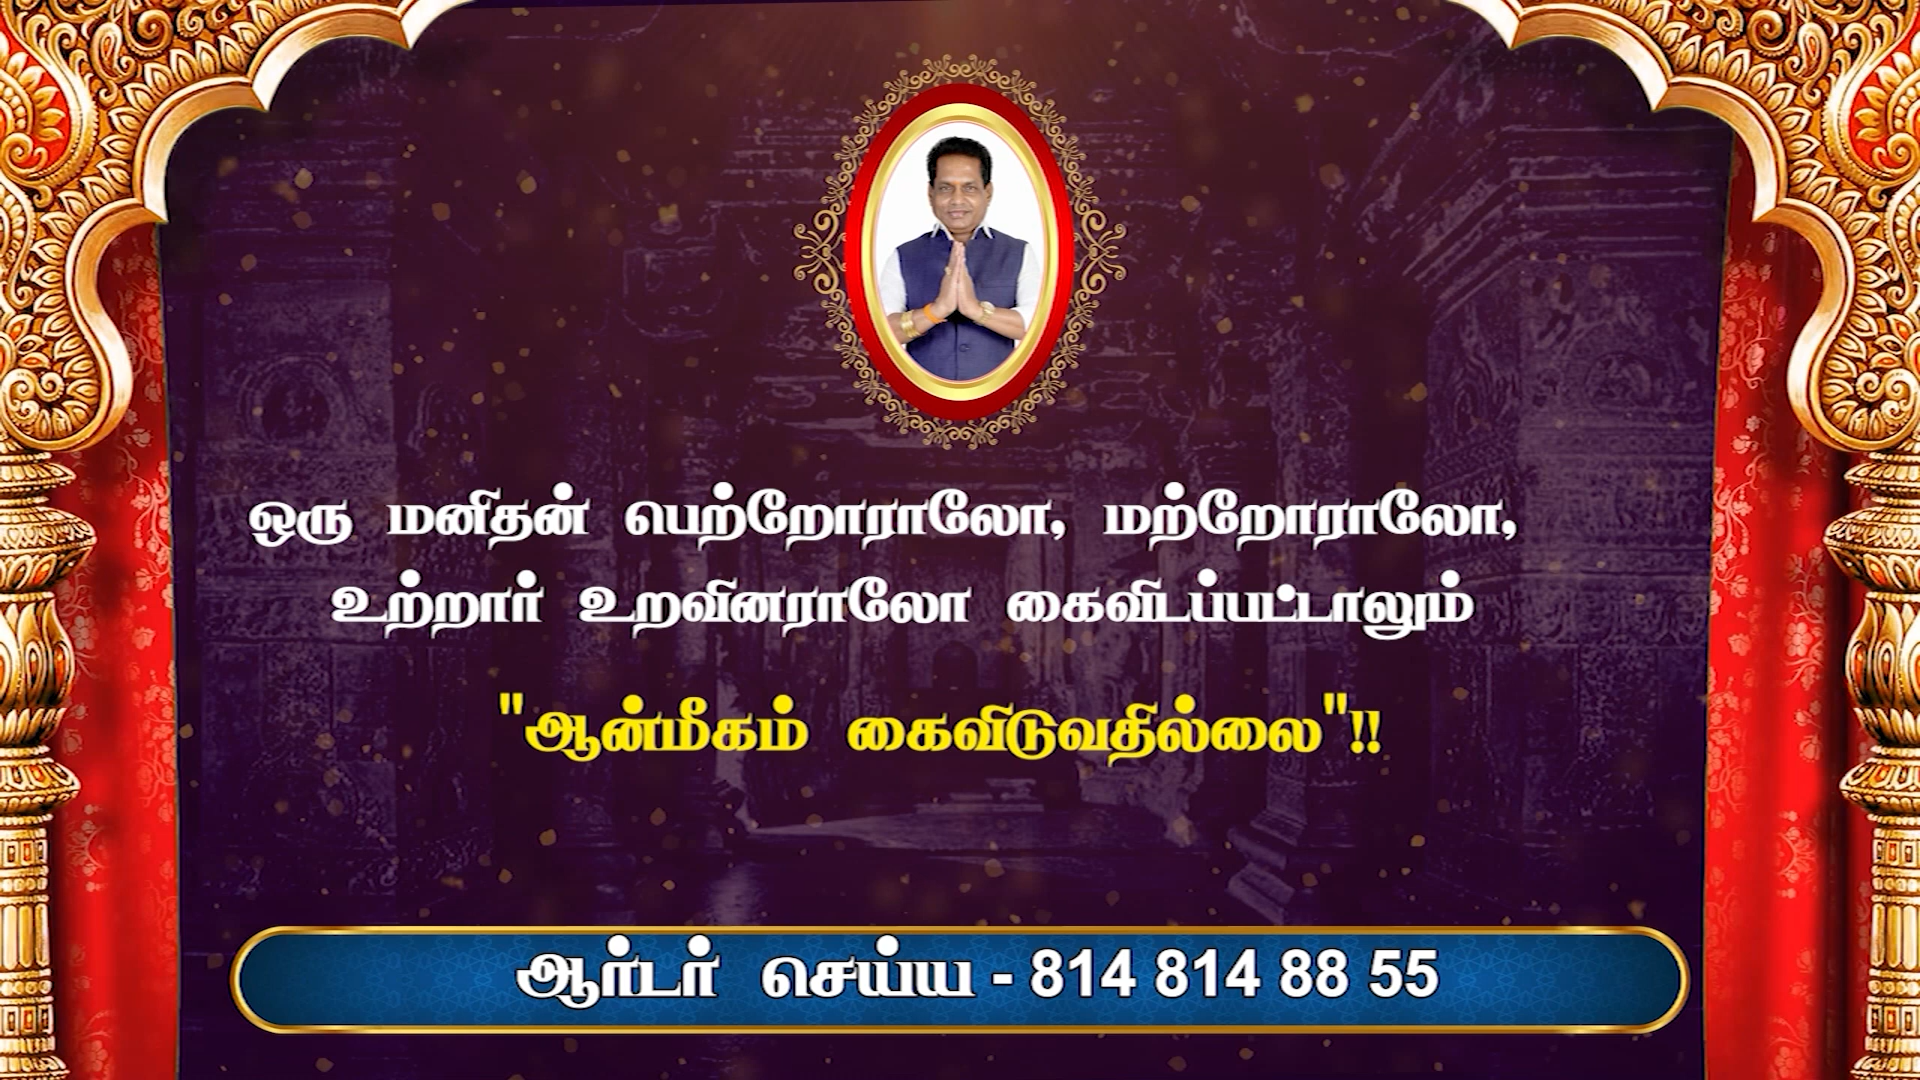 ஒரு மனிதன் பெற்றோராலோ, மற்றோராலோ,
உற்றார் உறவினராலோ கைவிடப்பட்டாலும்
"ஆன்மீகம் கைவிடுவதில்லை"!!
ஆர்டர் செய்ய - 814 814 88 55